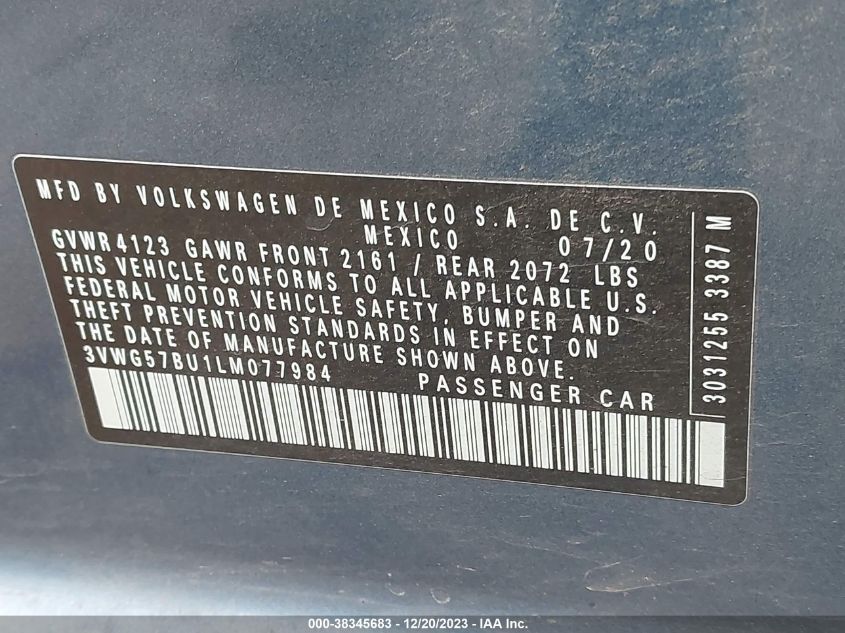 MFD BY VOLKSWAGEN DE MEXICO S.A. DE C.V.
MEXICO 07/20
GVWR 4123 GAWR FRONT 2161 / REAR 2072 LBS
THIS VEHICLE CONFORMS TO ALL APPLICABLE U.S.
FEDERAL MOTOR VEHICLE SAFETY, BUMPER AND
THEFT PREVENTION STANDARDS IN EFFECT ON
THE DATE OF MANUFACTURE SHOWN ABOVE.
3VWG57BU1LM077984 PASSENGER CAR
3031255 3387 M
000-38345683 - 12/20/2023 - IAA Inc.